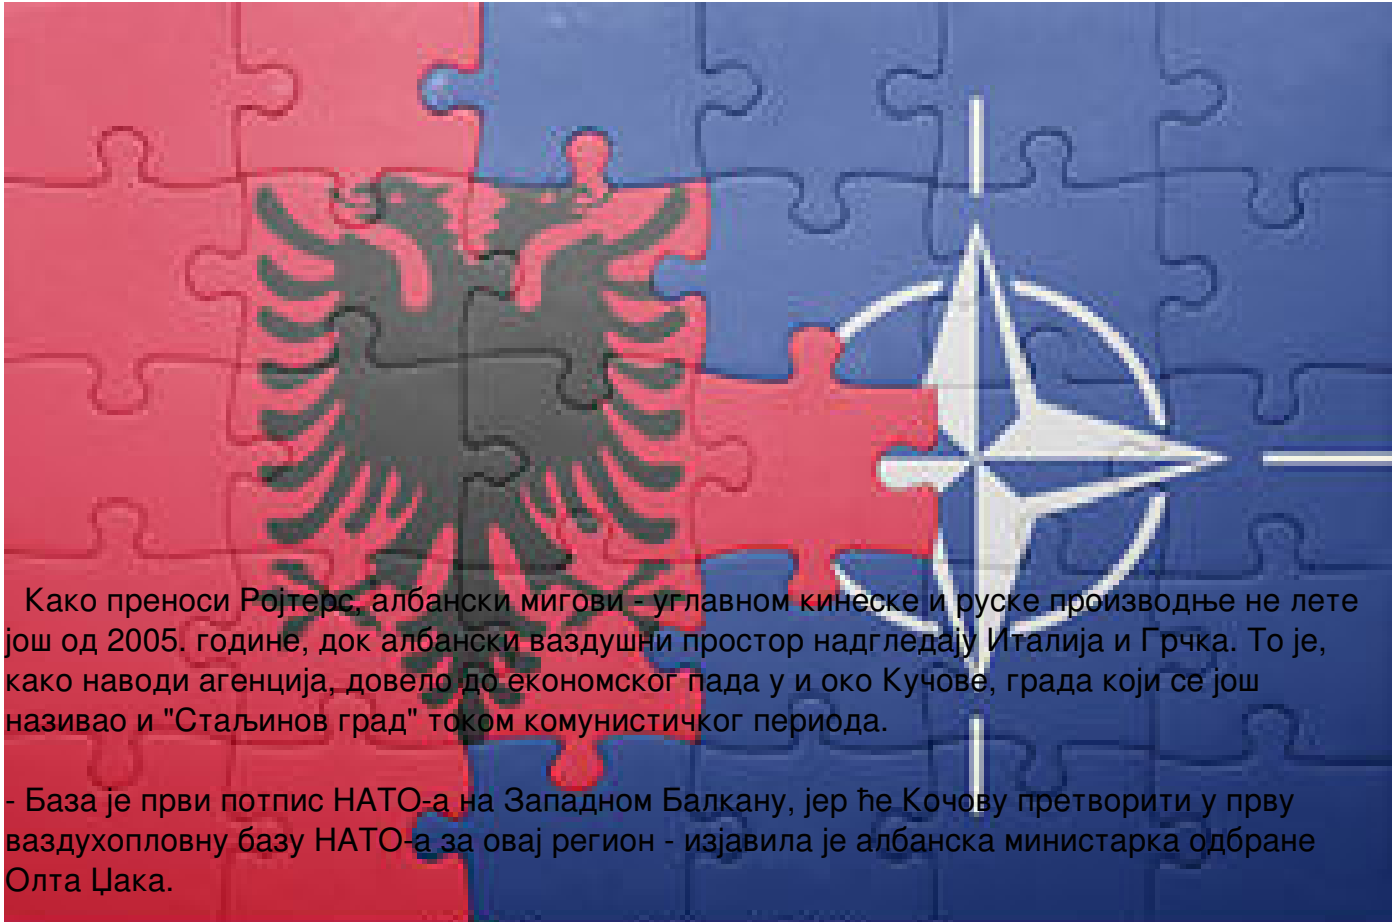 Како преноси Ројтерс, албански мигови - углавном кинеске и руске производње не лете
још од 2005. године, док албански ваздушни простор надгледају Италија и Грчка. То је,
како наводи агенција, довело до економског пада у и око Кучове, града који се још
називао и "Стаљинов град" током комунистичког периода.
- База је први потпис НАТО-а на Западном Балкану, јер ће Кочову претворити у прву
ваздухопловну базу НАТО-а за овај регион - изјавила је албанска министарка одбране
Олта Џака.